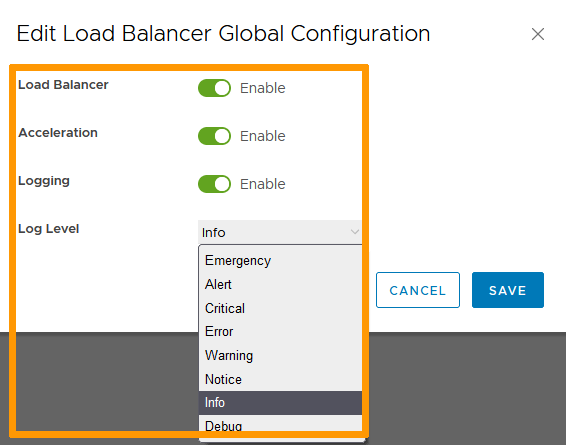 Edit Load Balancer Global Configuration
Load Balancer Enable
Acceleration Enable
Logging Enable
Log Level Info
Emergency
Alert
Critical
Error
Warning
Notice
Info
Debug
CANCEL SAVE